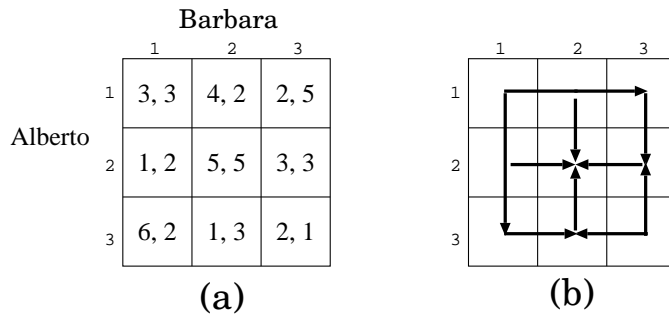 Barbara
1 2 3
1 3, 3 4, 2 2, 5
Alberto
2 1, 2 5, 5 3, 3
3 6, 2 1, 3 2, 1
(a)
1 2 3
1
2
3
(b)